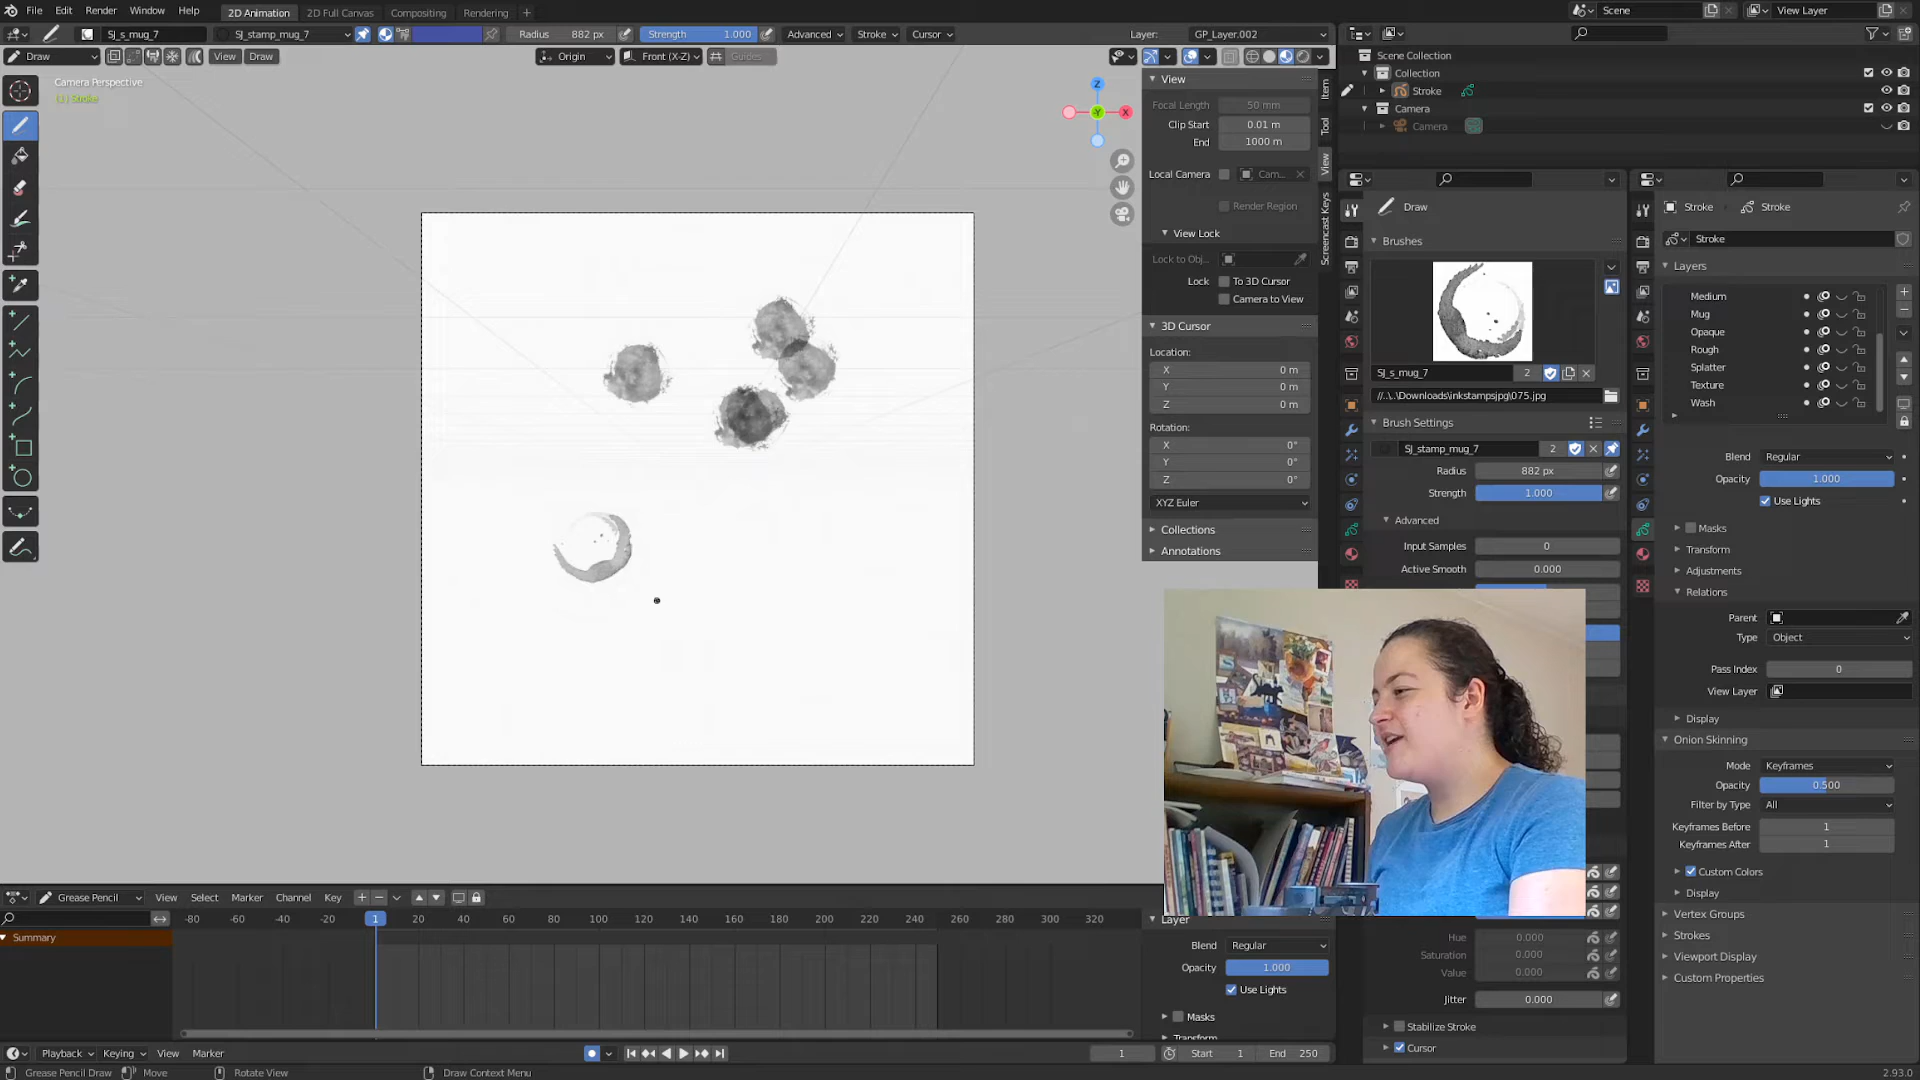 File Edit Render Window Help 2D Animation 2D Full Canvas Compositing Rendering + Scene View Layer
SJ_s_mug_7 SJ_stamp_mug_7 Radius 882 px Strength 1.000 Advanced Stroke Cursor Layer: GP_Layer.002
Draw View Draw Origin Front (X-Z) Guides
Camera Perspective
(1) Stroke
Z
Y
X
View
Focal Length 50 mm
Clip Start 0.01 m
End 1000 m
Local Camera Cam...
Render Region
View Lock
Lock to Obj...
Lock To 3D Cursor
Camera to View
3D Cursor
Location:
X 0 m
Y 0 m
Z 0 m
Rotation:
X 0°
Y 0°
Z 0°
XYZ Euler
Collections
Annotations
Item
Tool
View
Screencast Keys
Scene Collection
Collection
Stroke
Camera
Camera
Draw
Brushes
SJ_s_mug_7 2
//..\..\Downloads\inkstampsjpg\075.jpg
Brush Settings
SJ_stamp_mug_7 2
Radius 882 px
Strength 1.000
Advanced
Input Samples 0
Active Smooth 0.000
Hue 0.000
Saturation 0.000
Value 0.000
Jitter 0.000
Stabilize Stroke
Cursor
Stroke Stroke
Stroke
Layers
Medium
Mug
Opaque
Rough
Splatter
Texture
Wash
Blend Regular
Opacity 1.000
Use Lights
Masks
Transform
Adjustments
Relations
Parent
Type Object
Pass Index 0
View Layer
Display
Onion Skinning
Mode Keyframes
Opacity 0.500
Filter by Type All
Keyframes Before 1
Keyframes After 1
Custom Colors
Display
Vertex Groups
Strokes
Viewport Display
Custom Properties
Grease Pencil View Select Marker Channel Key
-80 -60 -40 -20 1 20 40 60 80 100 120 140 160 180 200 220 240 260 280 300 320
Summary
Layer
Blend Regular
Opacity 1.000
Use Lights
Masks
Transform
Playback Keying View Marker 1 Start 1 End 250
Grease Pencil Draw Move Rotate View Draw Context Menu 2.93.0